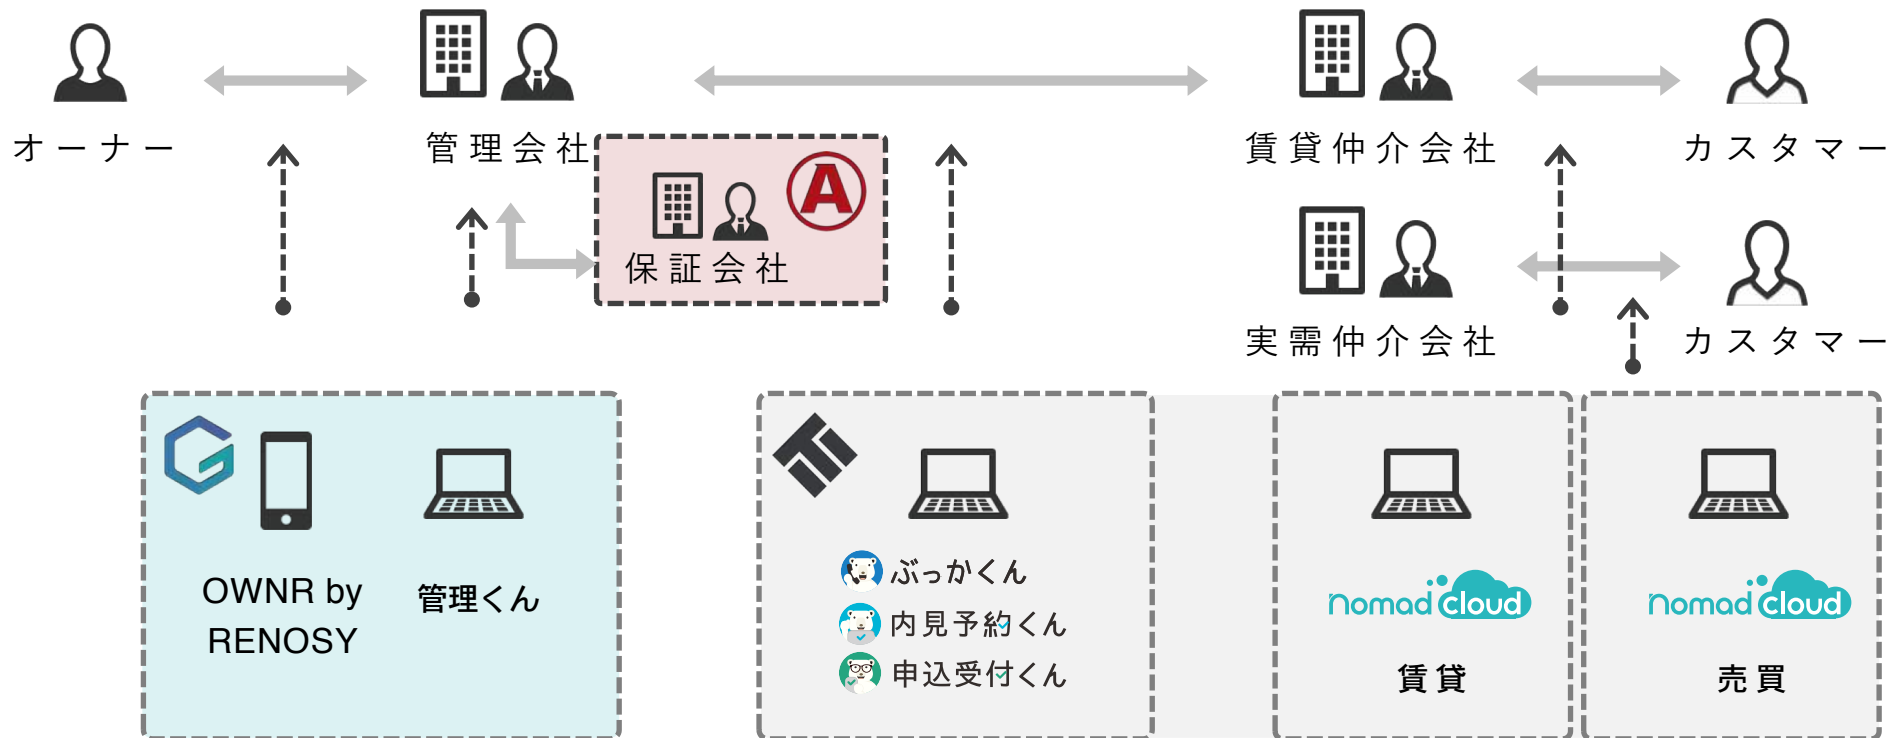 オーナー
管理会社
賃貸仲介会社
カスタマー
A
保証会社
実需仲介会社
カスタマー
OWNR by
RENOSY
管理くん
ぶっかくん
内見予約くん
申込受付くん
nomad cloud
賃貸
nomad cloud
売買